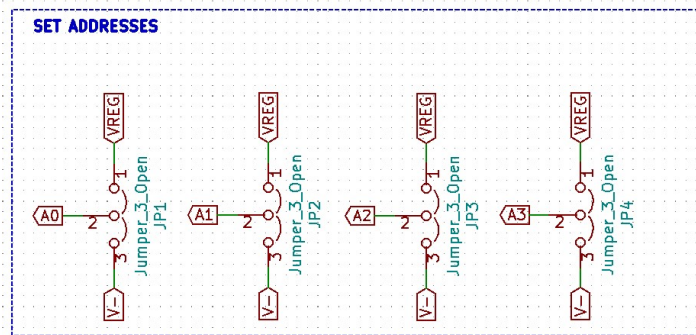 SET ADDRESSES
VREG
1
A0
2
3
Jumper_3_Open
JP1
V-
VREG
1
A1
2
3
Jumper_3_Open
JP2
V-
VREG
1
A2
2
3
Jumper_3_Open
JP3
V-
VREG
1
A3
2
3
Jumper_3_Open
JP4
V-